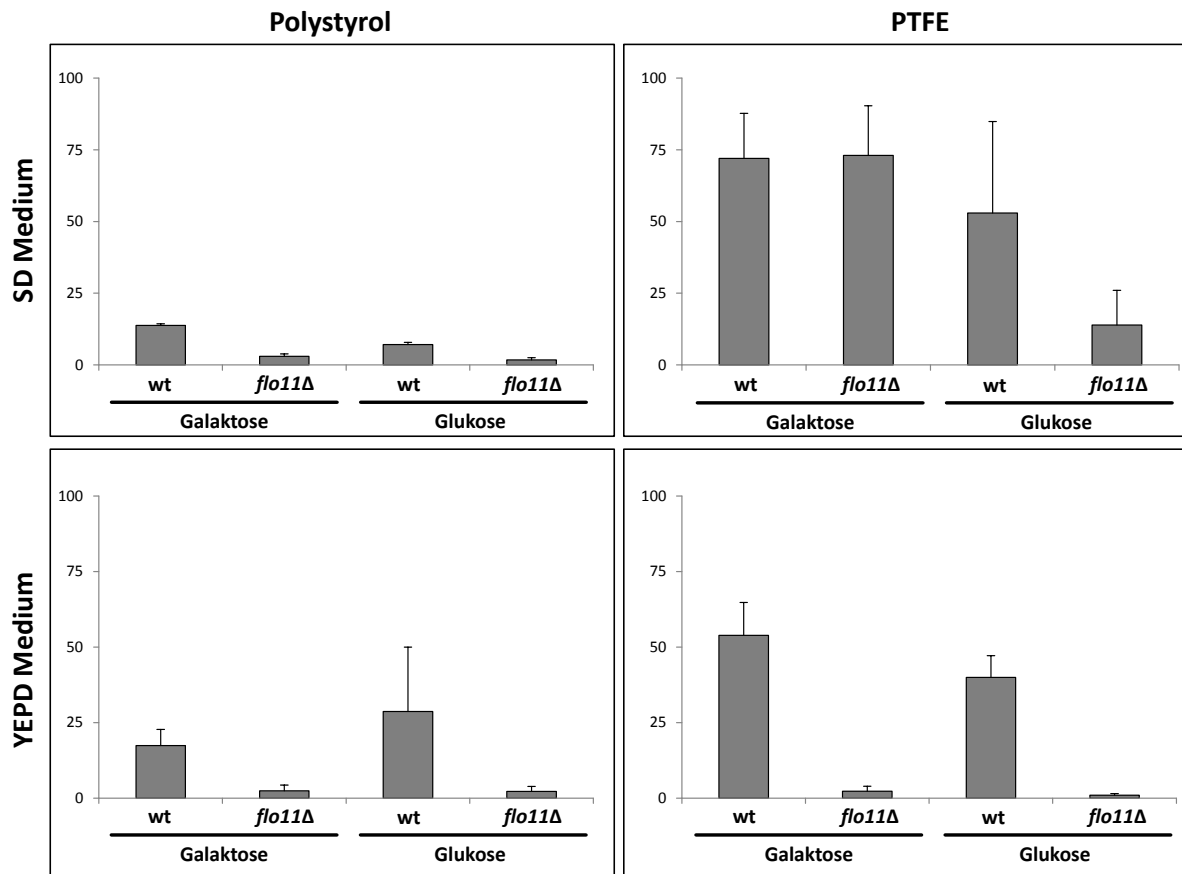 Polystyrol
PTFE
SD Medium
100
75
50
25
0
wt flo11Δ wt flo11Δ
Galaktose Glukose
100
75
50
25
0
wt flo11Δ wt flo11Δ
Galaktose Glukose
YEPD Medium
100
75
50
25
0
wt flo11Δ wt flo11Δ
Galaktose Glukose
100
75
50
25
0
wt flo11Δ wt flo11Δ
Galaktose Glukose